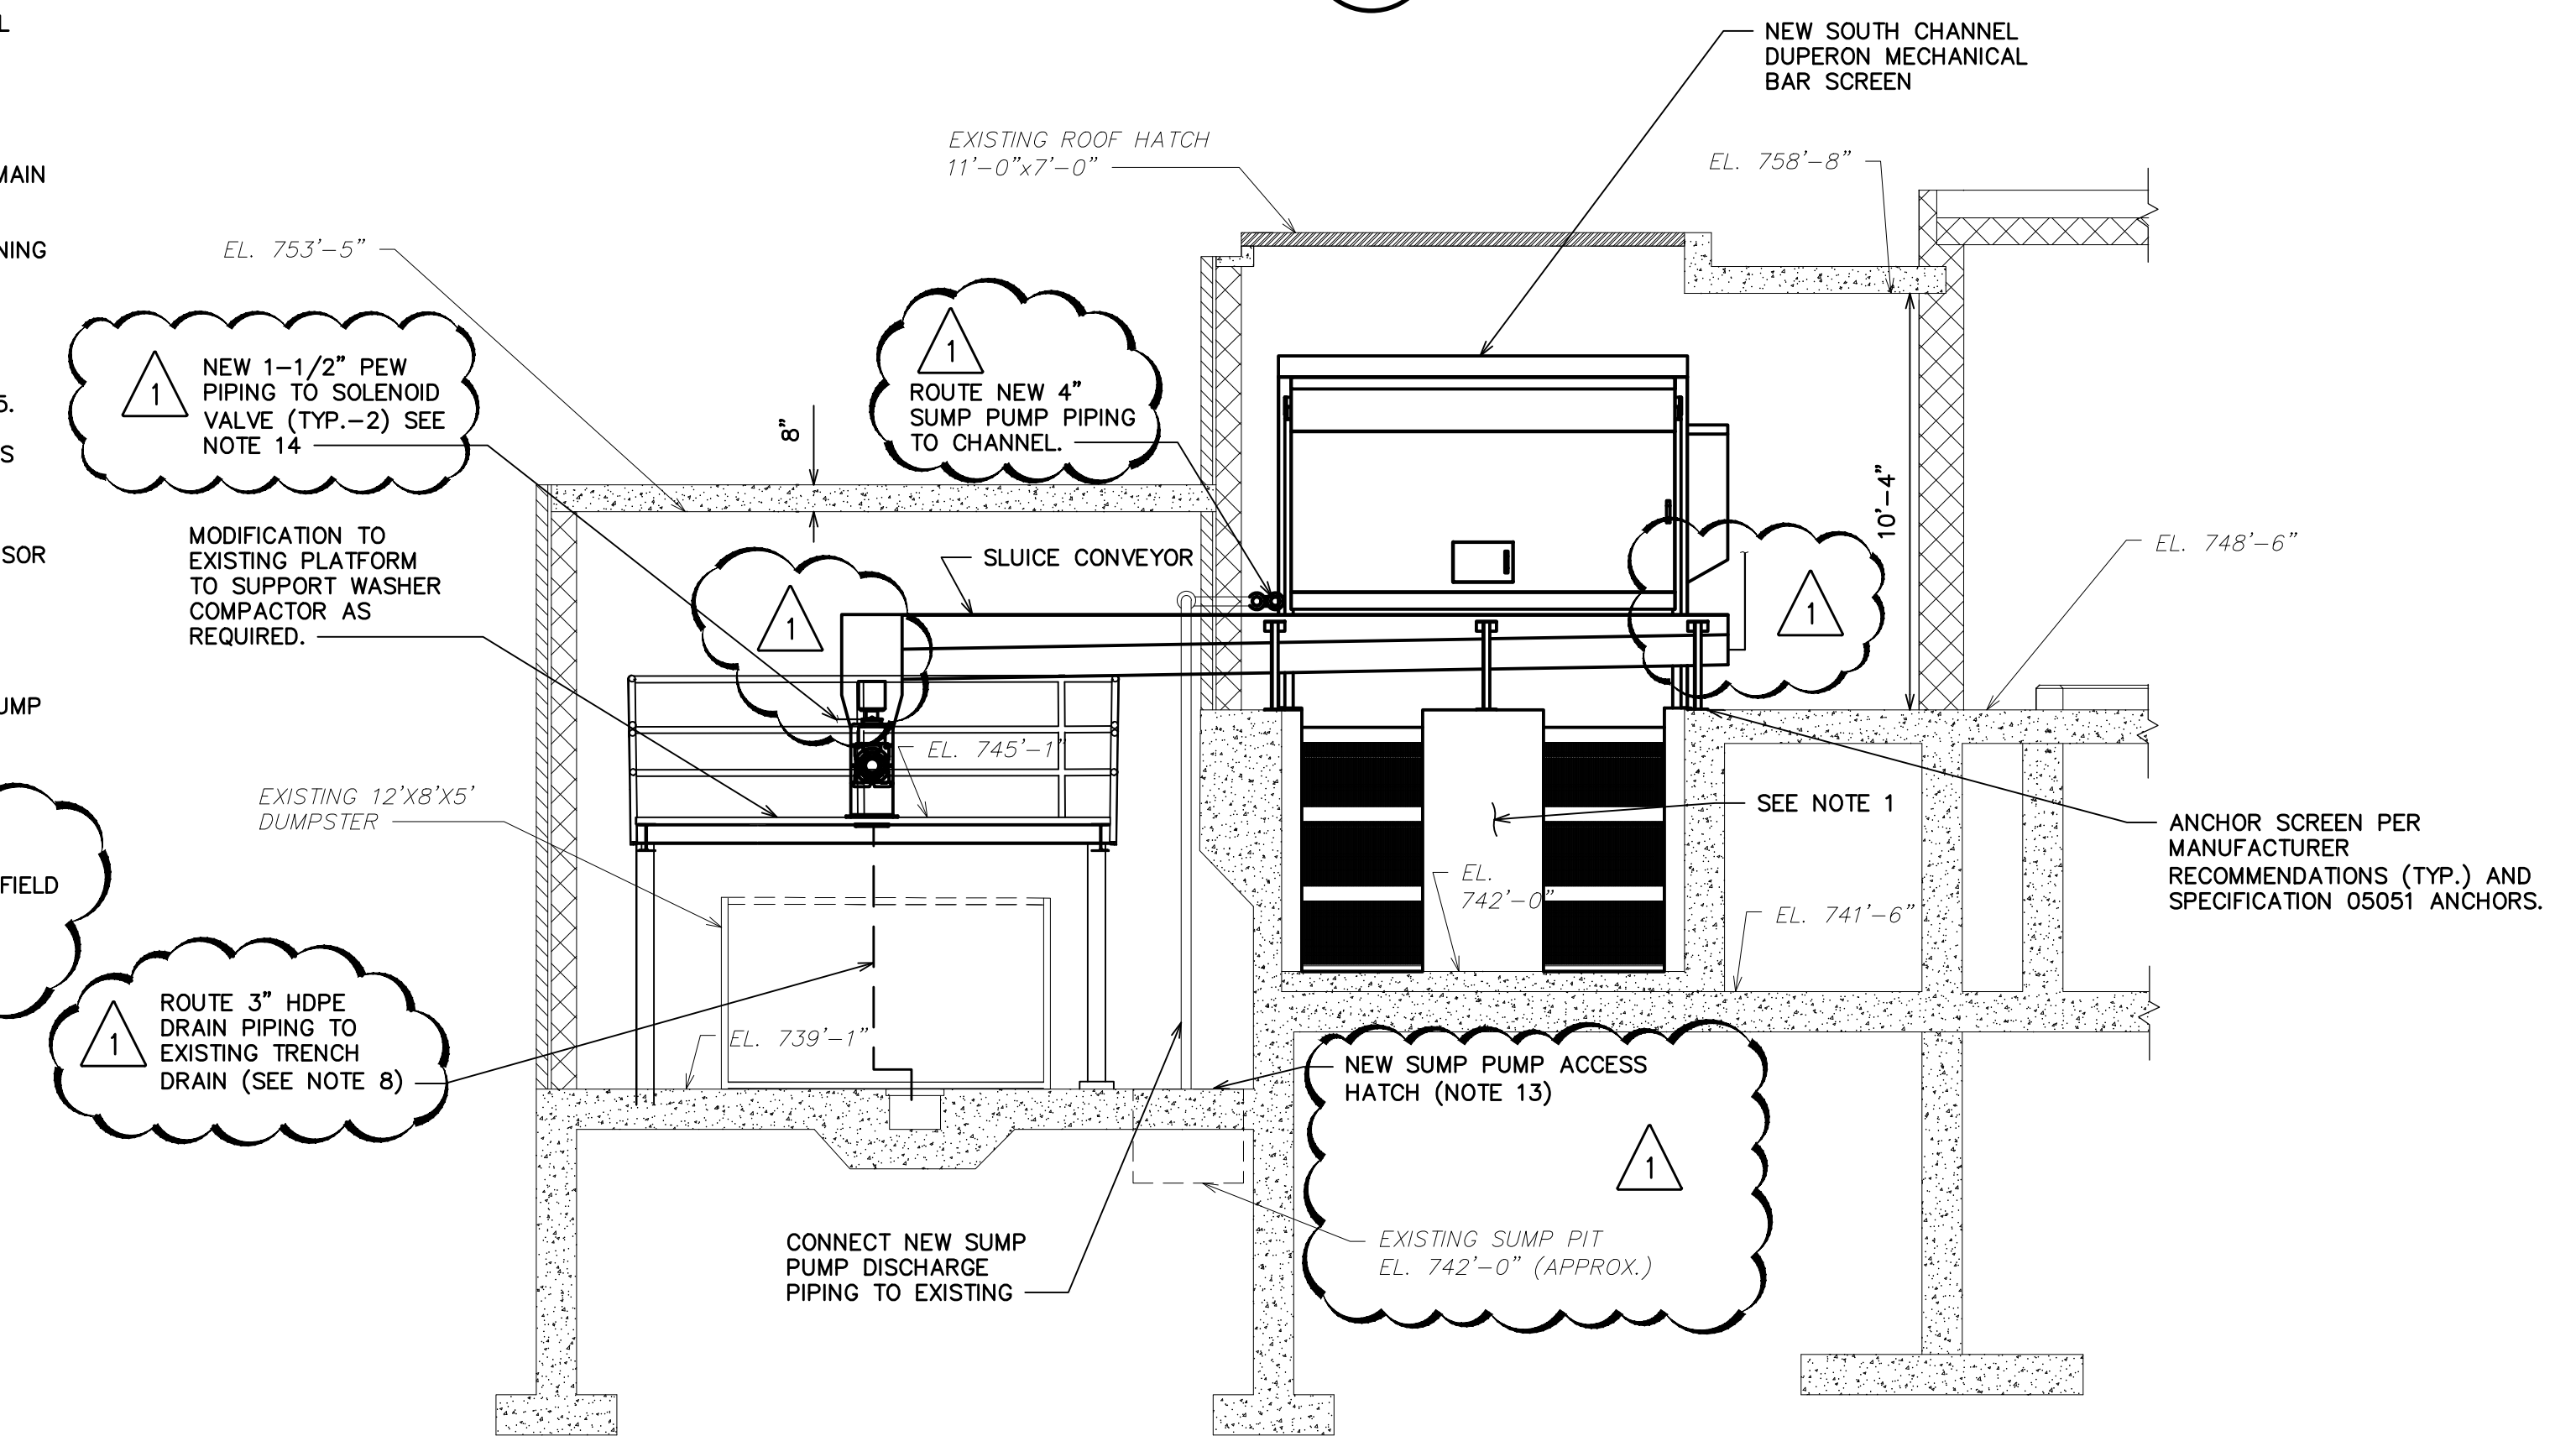 L
MAIN
NING
5.
S
SOR
UMP
FIELD
NEW SOUTH CHANNEL
DUPERON MECHANICAL
BAR SCREEN
EXISTING ROOF HATCH
11'-0"x7'-0"
EL. 758'-8"
EL. 753'-5"
1
NEW 1-1/2" PEW
PIPING TO SOLENOID
VALVE (TYP.-2) SEE
NOTE 14
1
ROUTE NEW 4"
SUMP PUMP PIPING
TO CHANNEL.
8"
10'-4"
MODIFICATION TO
EXISTING PLATFORM
TO SUPPORT WASHER
COMPACTOR AS
REQUIRED.
SLUICE CONVEYOR
1
1
EL. 748'-6"
EL. 745'-1"
EXISTING 12'X8'X5'
DUMPSTER
SEE NOTE 1
ANCHOR SCREEN PER
MANUFACTURER
RECOMMENDATIONS (TYP.) AND
SPECIFICATION 05051 ANCHORS.
EL.
742'-0"
EL. 741'-6"
1
ROUTE 3" HDPE
DRAIN PIPING TO
EXISTING TRENCH
DRAIN (SEE NOTE 8)
EL. 739'-1"
NEW SUMP PUMP ACCESS
HATCH (NOTE 13)
1
CONNECT NEW SUMP
PUMP DISCHARGE
PIPING TO EXISTING
EXISTING SUMP PIT
EL. 742'-0" (APPROX.)